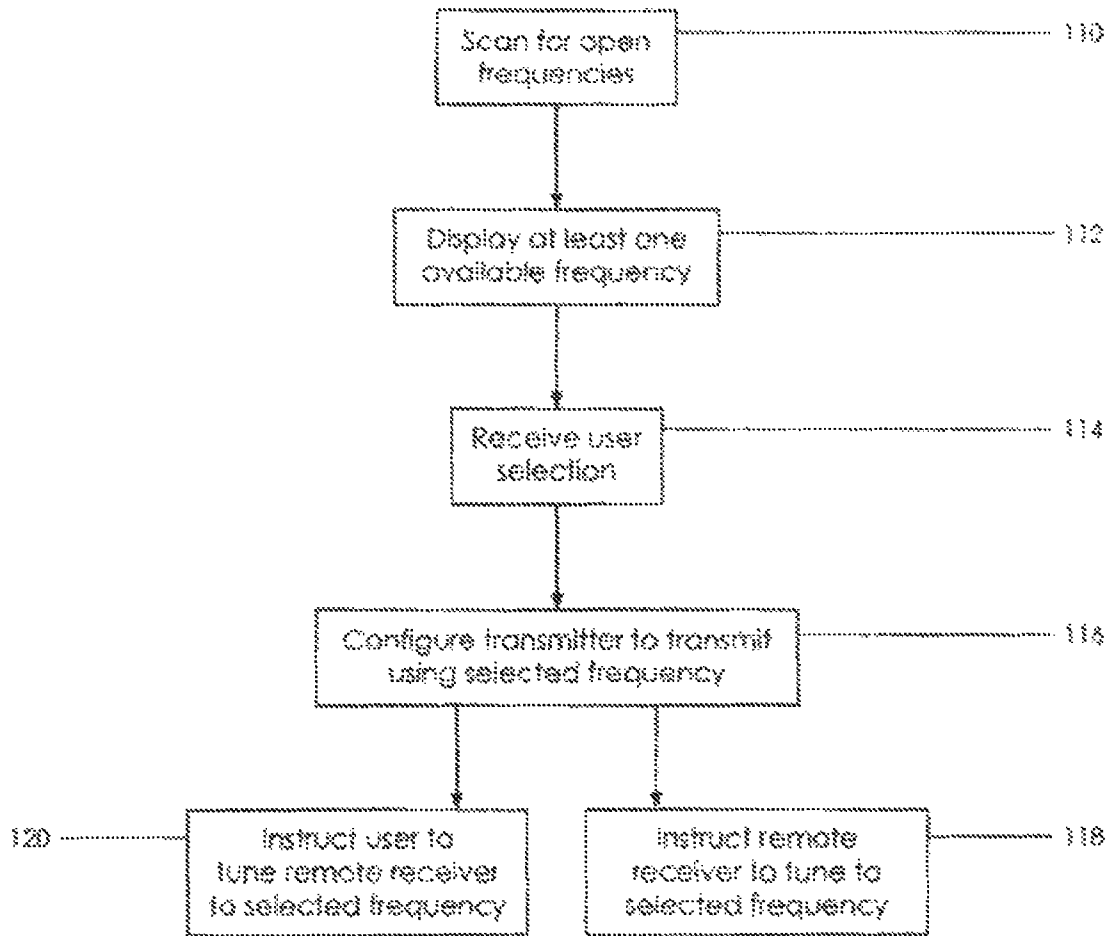 Scan for open
frequencies
110
Display at least one
available frequency
112
Receive user
selection
114
Configure transmitter to transmit
using selected frequency
116
120
Instruct user to
tune remote receiver
to selected frequency
Instruct remote
receiver to tune to
selected frequency
118